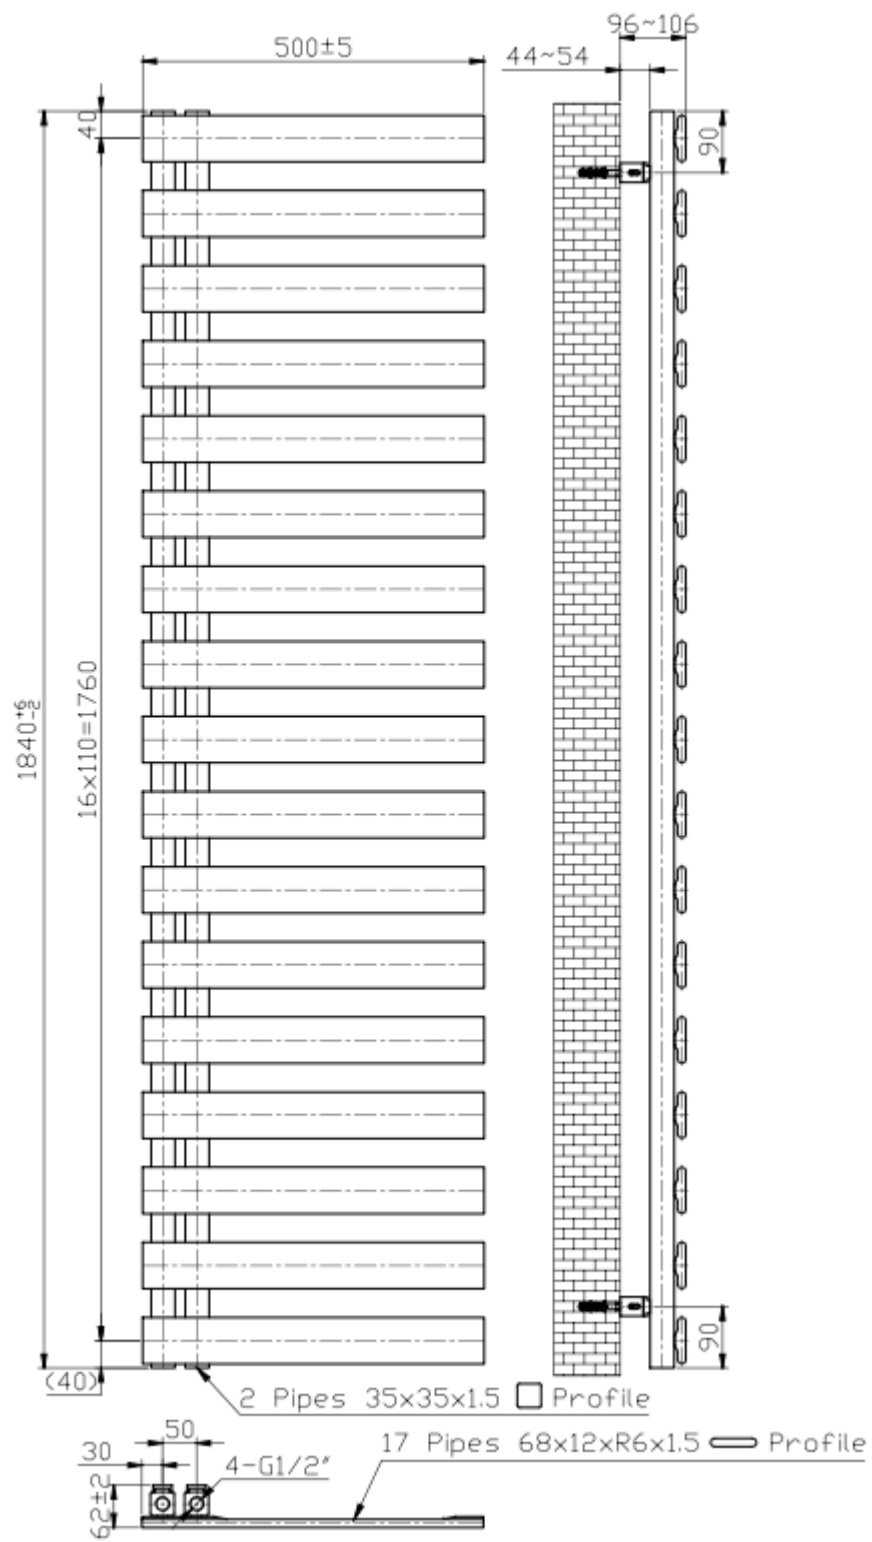 96~106
500±5
44~54
40
90
1840+6-2
16x110=1760
90
(40)
2 Pipes 35x35x1.5 Profile
50
17 Pipes 68x12xR6x1.5 Profile
30
4-G1/2"
62±2